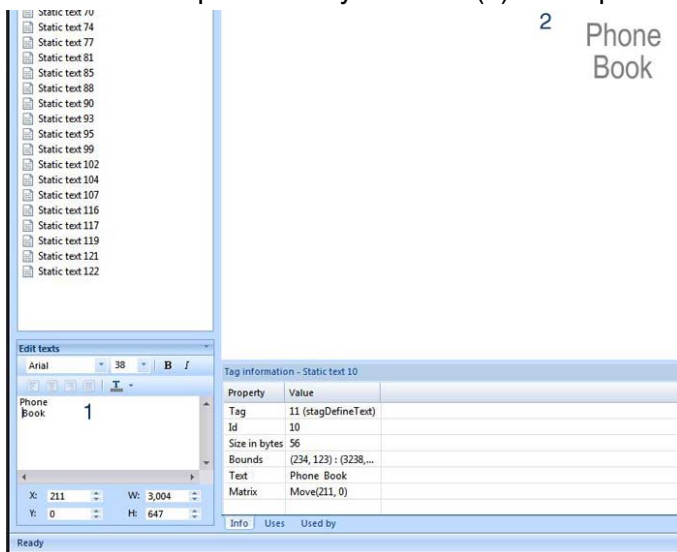 Static text 70
Static text 74
Static text 77
Static text 81
Static text 85
Static text 88
Static text 90
Static text 93
Static text 95
Static text 99
Static text 102
Static text 104
Static text 107
Static text 116
Static text 117
Static text 119
Static text 121
Static text 122
2
Phone
Book
Edit texts
Arial 38 B I
T
Phone
Book 1
X: 211 W: 3,004
Y: 0 H: 647
Tag information - Static text 10
Property Value
Tag 11 (stagDefineText)
Id 10
Size in bytes 56
Bounds (234, 123) : (3238,...
Text Phone Book
Matrix Move(211, 0)
Info Uses Used by
Ready